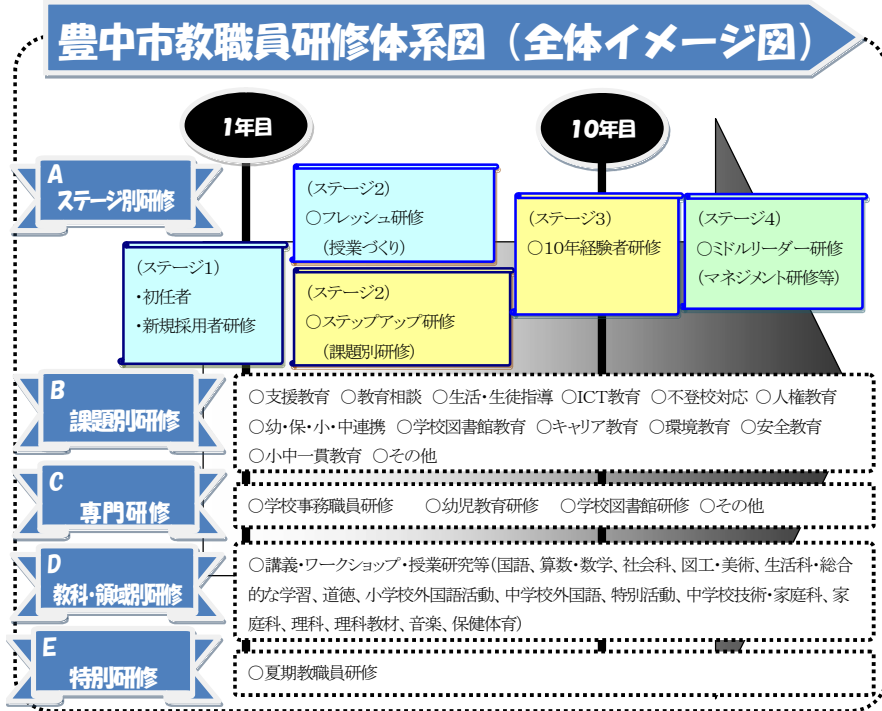 豊中市教職員研修体系図（全体イメージ図）
1年目
10年目
A
ステージ別研修
(ステージ1)
・初任者
・新規採用者研修
(ステージ2)
○フレッシュ研修
(授業づくり)
(ステージ2)
○ステップアップ研修
(課題別研修)
(ステージ3)
○10年経験者研修
(ステージ4)
○ミドルリーダー研修
(マネジメント研修等)
B
課題別研修
○支援教育 ○教育相談 ○生活・生徒指導 ○ICT教育 ○不登校対応 ○人権教育
○幼・保・小・中連携 ○学校図書館教育 ○キャリア教育 ○環境教育 ○安全教育
○小中一貫教育 ○その他
C
専門研修
○学校事務職員研修 ○幼児教育研修 ○学校図書館研修 ○その他
D
教科・領域別研修
○講義・ワークショップ・授業研究等(国語、算数・数学、社会科、図工・美術、生活科・総合
的な学習、道徳、小学校外国語活動、中学校外国語、特別活動、中学校技術・家庭科、家
庭科、理科、理科教材、音楽、保健体育)
E
特別研修
○夏期教職員研修